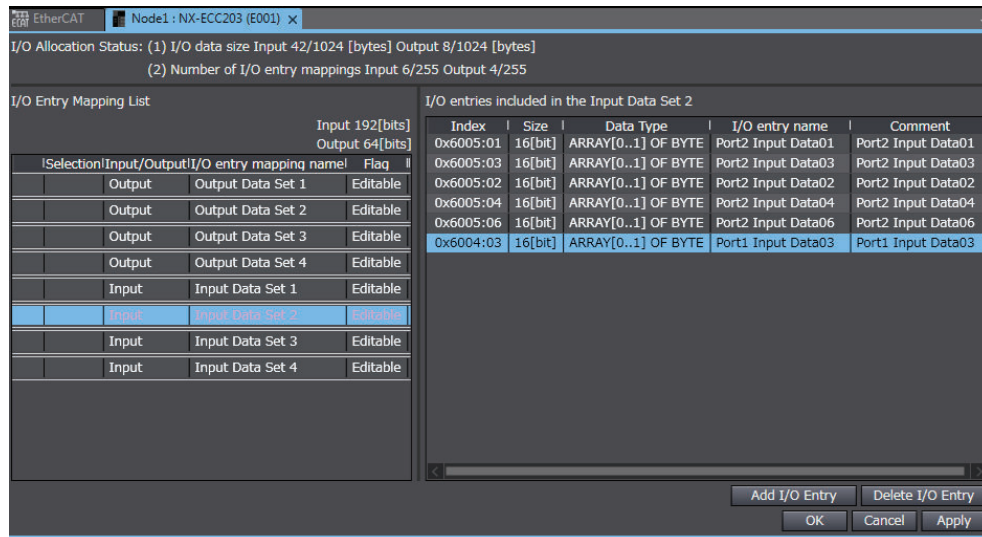 EtherCAT Node1 : NX-ECC203 (E001) ×
I/O Allocation Status: (1) I/O data size Input 42/1024 [bytes] Output 8/1024 [bytes]
(2) Number of I/O entry mappings Input 6/255 Output 4/255
I/O Entry Mapping List
Input 192[bits]
Output 64[bits]
Selection Input/Output I/O entry mapping name Flag
Output Output Data Set 1 Editable
Output Output Data Set 2 Editable
Output Output Data Set 3 Editable
Output Output Data Set 4 Editable
Input Input Data Set 1 Editable
Input Input Data Set 2 Editable
Input Input Data Set 3 Editable
Input Input Data Set 4 Editable
I/O entries included in the Input Data Set 2
Index Size Data Type I/O entry name Comment
0x6005:01 16[bit] ARRAY[0..1] OF BYTE Port2 Input Data01 Port2 Input Data01
0x6005:03 16[bit] ARRAY[0..1] OF BYTE Port2 Input Data03 Port2 Input Data03
0x6005:02 16[bit] ARRAY[0..1] OF BYTE Port2 Input Data02 Port2 Input Data02
0x6005:04 16[bit] ARRAY[0..1] OF BYTE Port2 Input Data04 Port2 Input Data04
0x6005:06 16[bit] ARRAY[0..1] OF BYTE Port2 Input Data06 Port2 Input Data06
0x6004:03 16[bit] ARRAY[0..1] OF BYTE Port1 Input Data03 Port1 Input Data03
Add I/O Entry Delete I/O Entry
OK Cancel Apply